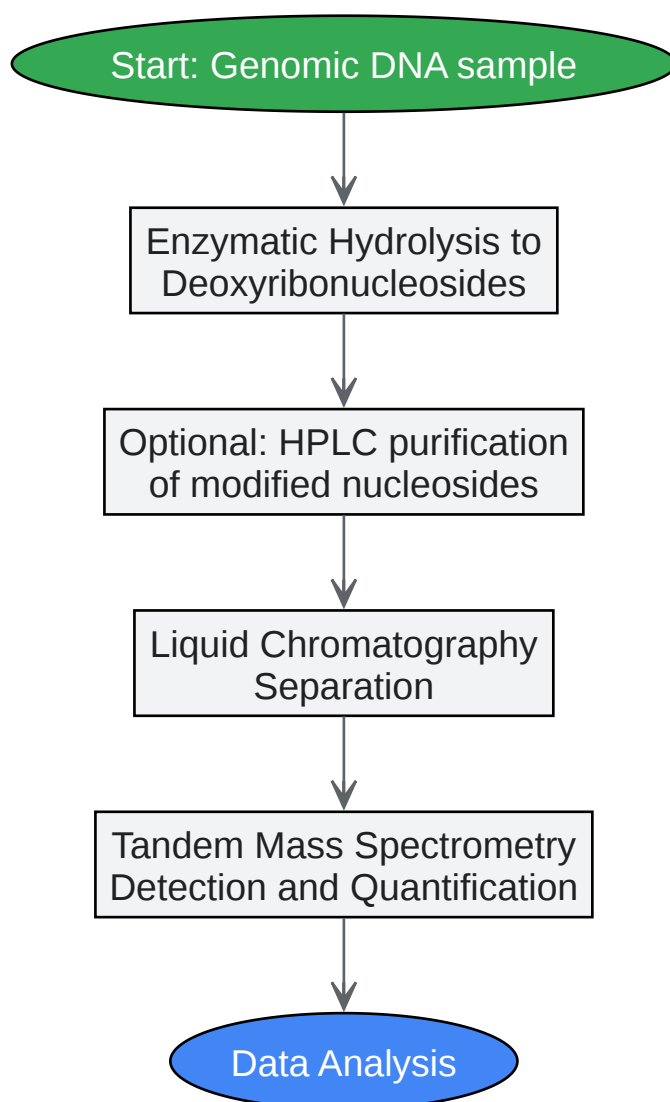 Start: Genomic DNA sample
Enzymatic Hydrolysis to
Deoxyribonucleosides
Optional: HPLC purification
of modified nucleosides
Liquid Chromatography
Separation
Tandem Mass Spectrometry
Detection and Quantification
Data Analysis